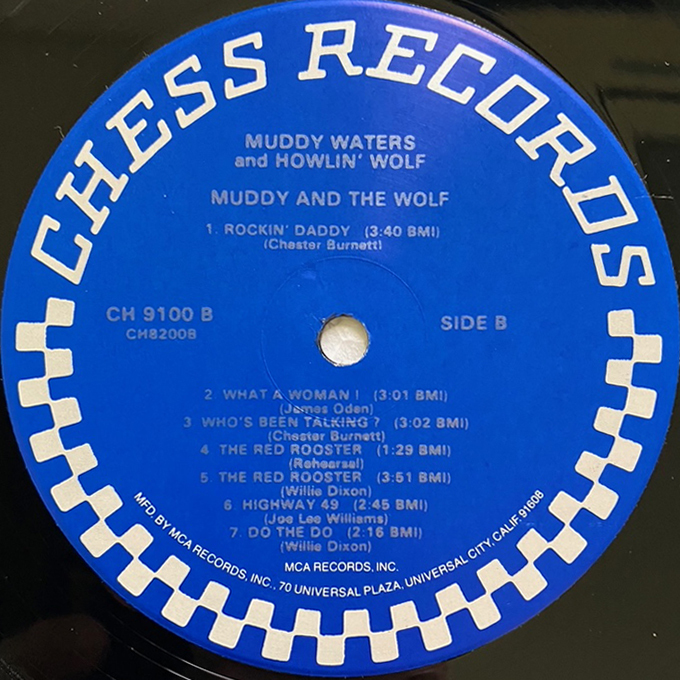 CHESS RECORDS
MUDDY WATERS
and HOWLIN' WOLF
MUDDY AND THE WOLF
1. ROCKIN' DADDY (3:40 BMI)
(Chester Burnett)
CH 9100 B
CH8200B
SIDE B
2 WHAT A WOMAN! (3:01 BMI)
(James Oden)
3 WHO'S BEEN TALKING? (3:02 BMI)
(Chester Burnett)
4 THE RED ROOSTER (1:29 BMI)
(Rehearsal)
5. THE RED ROOSTER (3:51 BMI)
(Willie Dixon)
6. HIGHWAY 49 (2:45 BMI)
(Joe Lee Williams)
7. DO THE DO (2:16 BMI)
(Willie Dixon)
MCA RECORDS, INC.
MFD. BY MCA RECORDS, INC., 70 UNIVERSAL PLAZA, UNIVERSAL CITY, CALIF. 91608